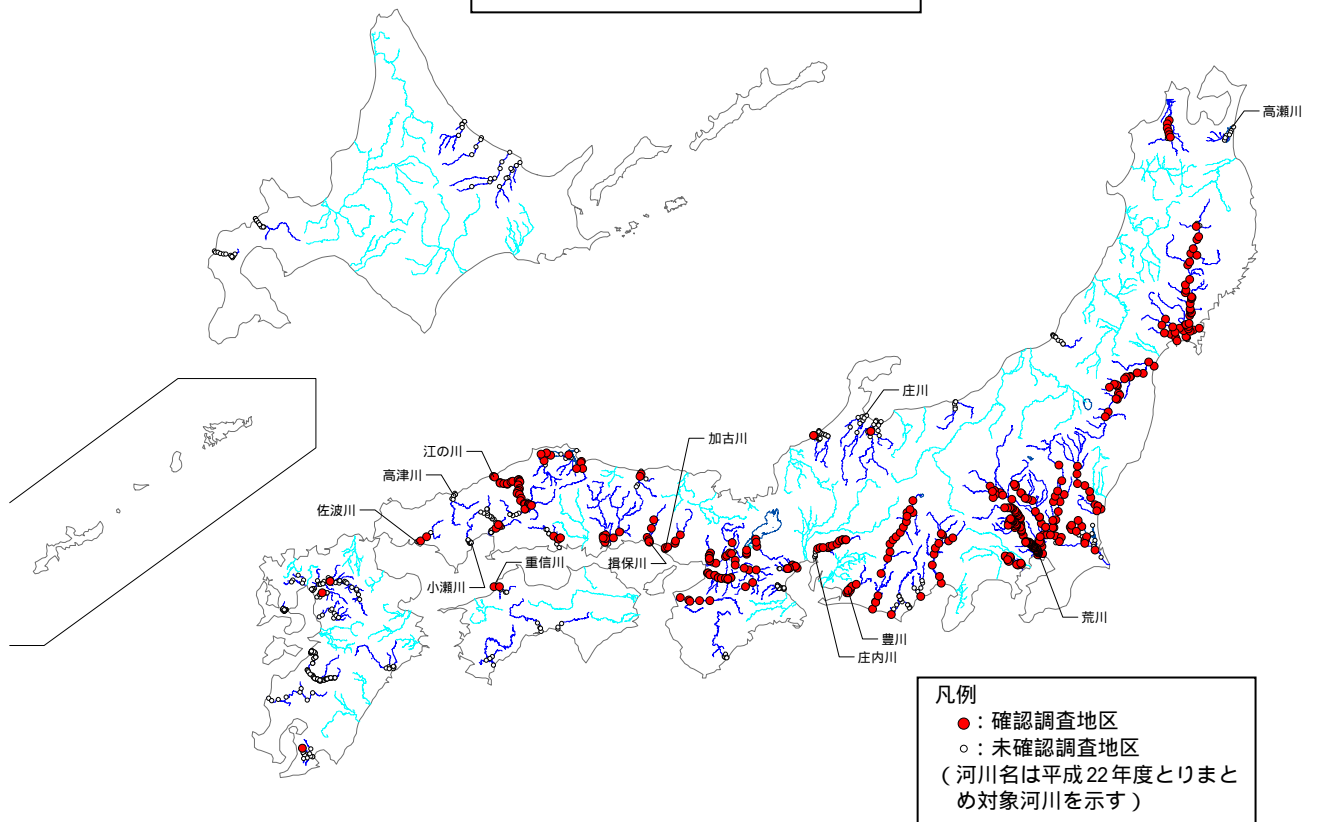 高瀬川
庄川
加古川
江の川
高津川
佐波川
重信川
揖保川
小瀬川
荒川
豊川
庄内川
凡例
●：確認調査地区
○：未確認調査地区
（河川名は平成22年度とりまと
め対象河川を示す）